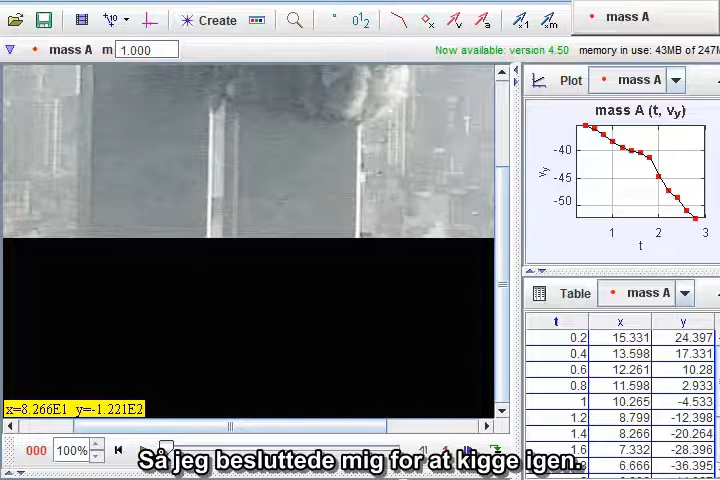 Create
mass A
mass A m 1.000
Now available: version 4.50 memory in use: 43MB of 247M
Plot mass A
mass A (t, vy)
-40
-45
-50
vy
1 2 3
t
Table mass A
t x y
0.2 15.331 24.397
0.4 13.598 17.331
0.6 12.261 10.28
0.8 11.598 2.933
1 10.265 -4.533
1.2 8.799 -12.398
1.4 8.266 -20.264
1.6 7.332 -28.396
6.666 -36.395
x=8.266E1 y=-1.221E2
000 100%
Så jeg besluttede mig for at kigge igen.